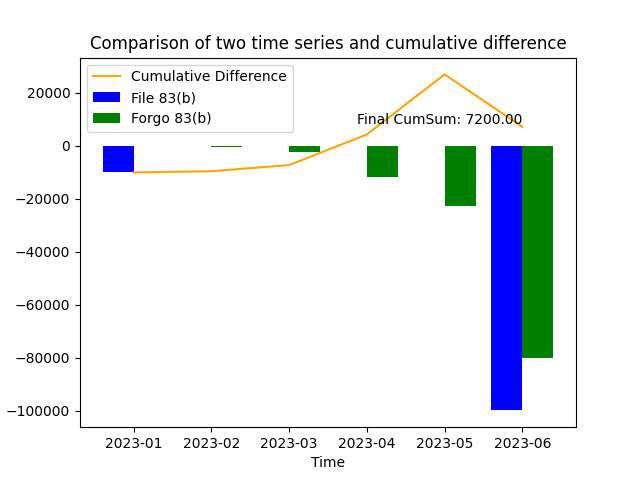 Comparison of two time series and cumulative difference
Cumulative Difference
File 83(b)
Forgo 83(b)
Final CumSum: 7200.00
20000
0
−20000
−40000
−60000
−80000
−100000
2023-01 2023-02 2023-03 2023-04 2023-05 2023-06
Time